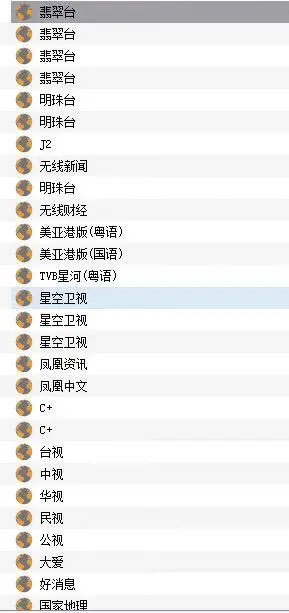 翡翠台
翡翠台
翡翠台
翡翠台
明珠台
明珠台
J2
无线新闻
明珠台
无线财经
美亚港版(粤语)
美亚港版(国语)
TVB星河(粤语)
星空卫视
星空卫视
星空卫视
凤凰资讯
凤凰中文
C+
C+
台视
中视
华视
民视
公视
大爱
好消息
国家地理